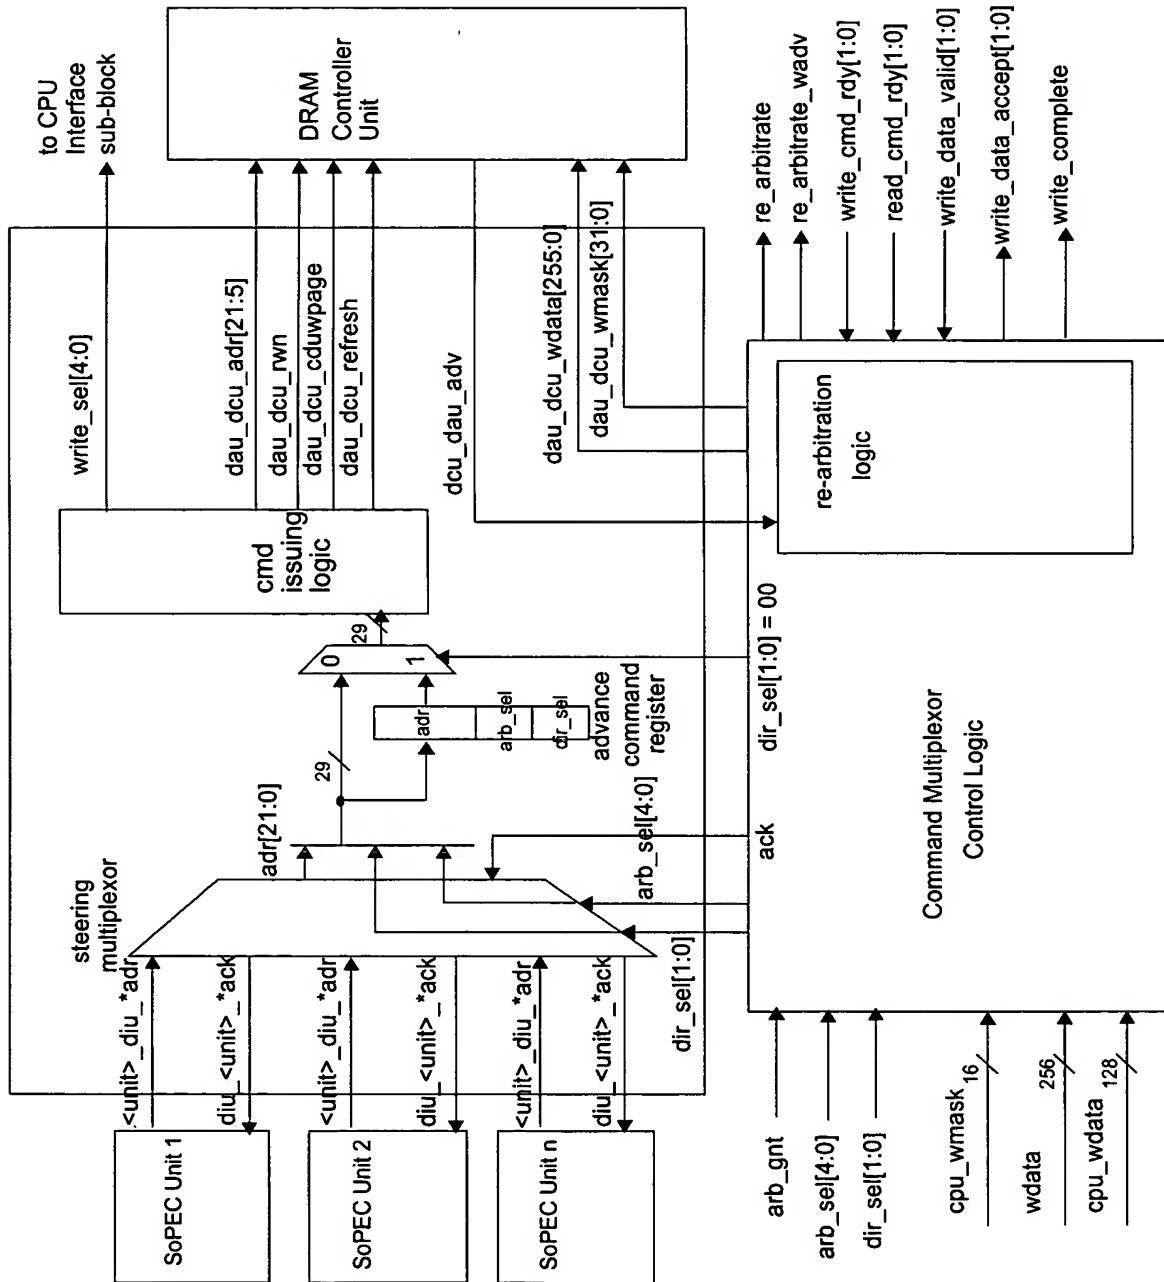 SoPEC Unit 1
SoPEC Unit 2
SoPEC Unit n
<unit>_diu_*adr
diu_<unit>_*ack
<unit>_diu_*adr
diu_<unit>_*ack
<unit>_diu_*adr
diu_<unit>_*ack
steering
multiplexor
adr[21:0]
dir_sel[1:0]
arb_sel[4:0]
29
adr
arb_sel
dir_sel
advance
command
register
0
1
29
cmd
issuing
logic
write_sel[4:0]
to CPU
Interface
sub-block
dau_dcu_adr[21:5]
dau_dcu_rwn
dau_dcu_cduwpage
dau_dcu_refresh
dcu_dau_adv
dau_dcu_wdata[255:0]
dau_dcu_wmask[31:0]
DRAM
Controller
Unit
ack
dir_sel[1:0] = 00
Command Multiplexor
Control Logic
re-arbitration
logic
arb_gnt
arb_sel[4:0]
dir_sel[1:0]
cpu_wmask
16
wdata
256
cpu_wdata
128
re_arbitrate
re_arbitrate_wadv
write_cmd_rdy[1:0]
read_cmd_rdy[1:0]
write_data_valid[1:0]
write_data_accept[1:0]
write_complete